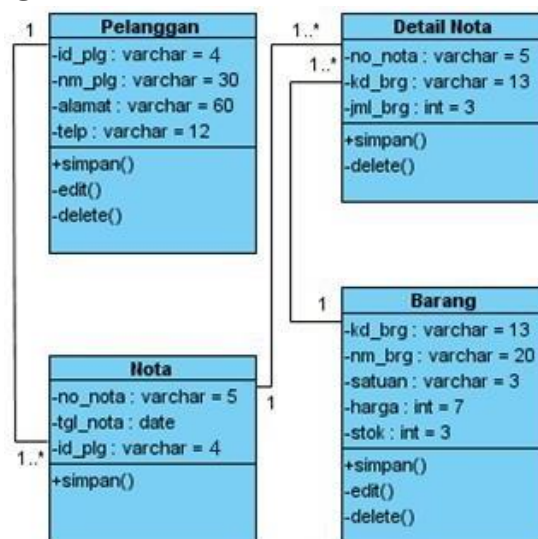 Pelanggan
-id_plg : varchar = 4
-nm_plg : varchar = 30
-alamat : varchar = 60
-telp : varchar = 12
+simpan()
-edit()
-delete()
1
1..*
Detail Nota
-no_nota : varchar = 5
-kd_brg : varchar = 13
-jml_brg : int = 3
+simpan()
-delete()
1..*
1..*
Nota
-no_nota : varchar = 5
-tgl_nota : date
-id_plg : varchar = 4
+simpan()
1
Barang
-kd_brg : varchar = 13
-nm_brg : varchar = 20
-satuan : varchar = 3
-harga : int = 7
-stok : int = 3
+simpan()
-edit()
-delete()
1